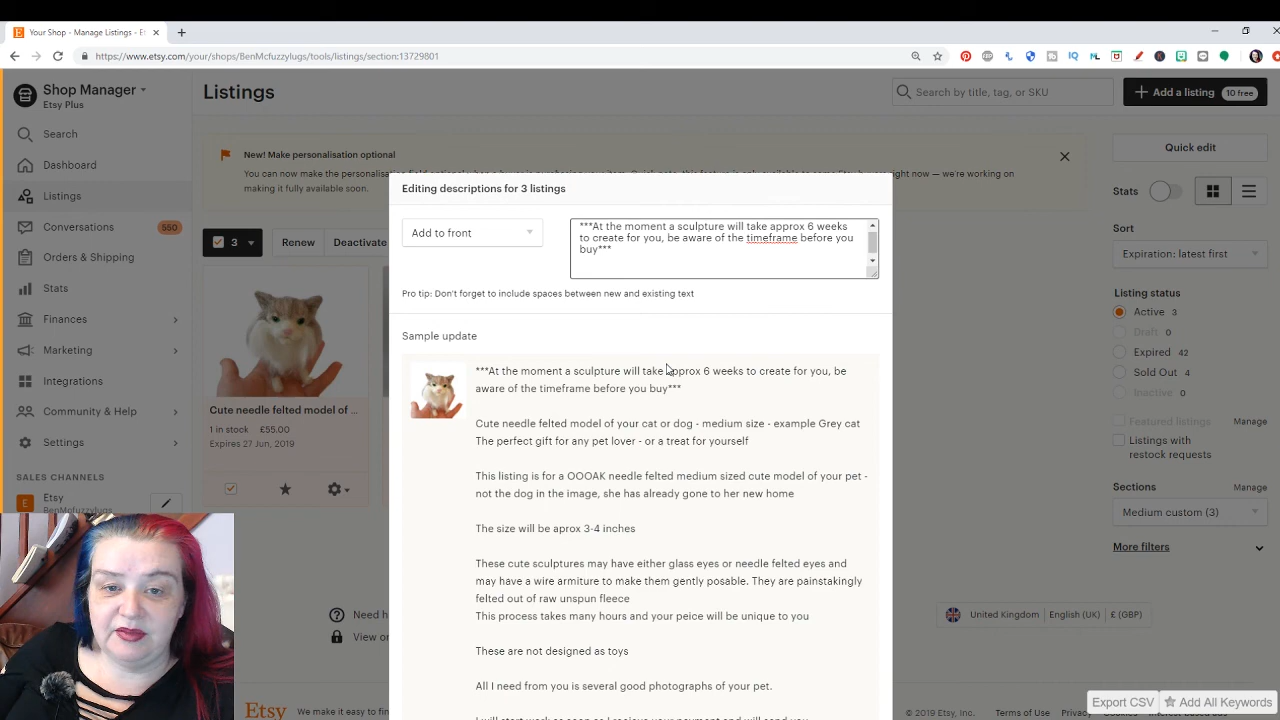 Your Shop - Manage Listings - E
https://www.etsy.com/your/shops/BenMcfuzzylugs/tools/listings/section:13729801
Shop Manager
Etsy Plus
Search
Dashboard
Listings
Conversations 550
Orders & Shipping
Stats
Finances
Marketing
Integrations
Community & Help
Settings
SALES CHANNELS
Etsy
BenMcfuzzylugs
Listings
Search by title, tag, or SKU
Add a listing 10 free
New! Make personalisation optional
making it fully available soon.
3
Renew
Deactivate
Cute needle felted model of ...
1 in stock £55.00
Expires 27 Jun, 2019
Editing descriptions for 3 listings
Add to front
***At the moment a sculpture will take approx 6 weeks
to create for you, be aware of the timeframe before you
buy***
Pro tip: Don't forget to include spaces between new and existing text
Sample update
***At the moment a sculpture will take approx 6 weeks to create for you, be
aware of the timeframe before you buy***
Cute needle felted model of your cat or dog - medium size - example Grey cat
The perfect gift for any pet lover - or a treat for yourself
This listing is for a OOOAK needle felted medium sized cute model of your pet -
not the dog in the image, she has already gone to her new home
The size will be aprox 3-4 inches
These cute sculptures may have either glass eyes or needle felted eyes and
may have a wire armiture to make them gently posable. They are painstakingly
felted out of raw unspun fleece
This process takes many hours and your peice will be unique to you
These are not designed as toys
All I need from you is several good photographs of your pet.
Quick edit
Stats
Sort
Expiration: latest first
Listing status
Active 3
Draft 0
Expired 42
Sold Out 4
Inactive 0
Featured listings Manage
Listings with
restock requests
Sections Manage
Medium custom (3)
More filters
Need h
View or
United Kingdom | English (UK) | £ (GBP)
Etsy We make it easy to fin
© 2019 Etsy, Inc. Terms of Use
Export CSV
Add All Keywords